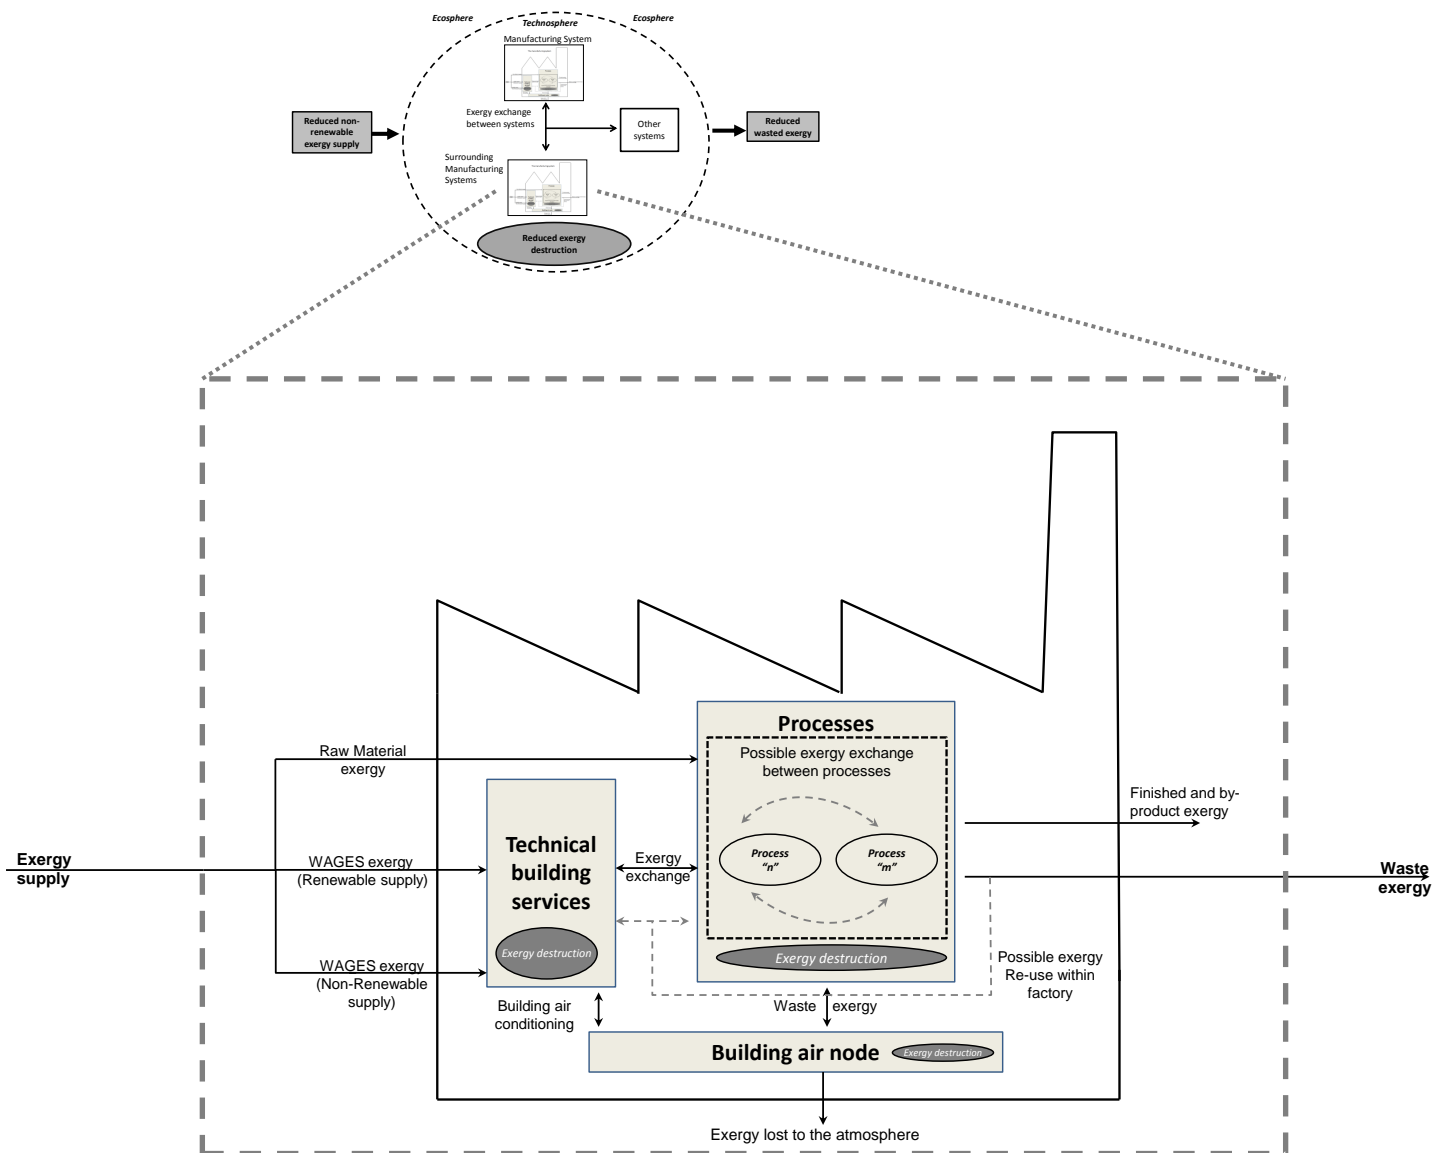 Ecosphere
Technosphere
Ecosphere
Manufacturing System
Reduced non-
renewable
exergy supply
Exergy exchange
between systems
Other
systems
Reduced
wasted exergy
Surrounding
Manufacturing
Systems
Reduced exergy
destruction
Processes
Possible exergy exchange
between processes
Raw Material
exergy
Finished and by-
product exergy
Technical
building
services
Process
“n”
Process
“m”
Exergy
supply
WAGES exergy
(Renewable supply)
Exergy
exchange
Waste
exergy
Exergy destruction
Exergy destruction
WAGES exergy
(Non-Renewable
supply)
Possible exergy
Re-use within
factory
Building air
conditioning
Waste exergy
Building air node
Exergy destruction
Exergy lost to the atmosphere